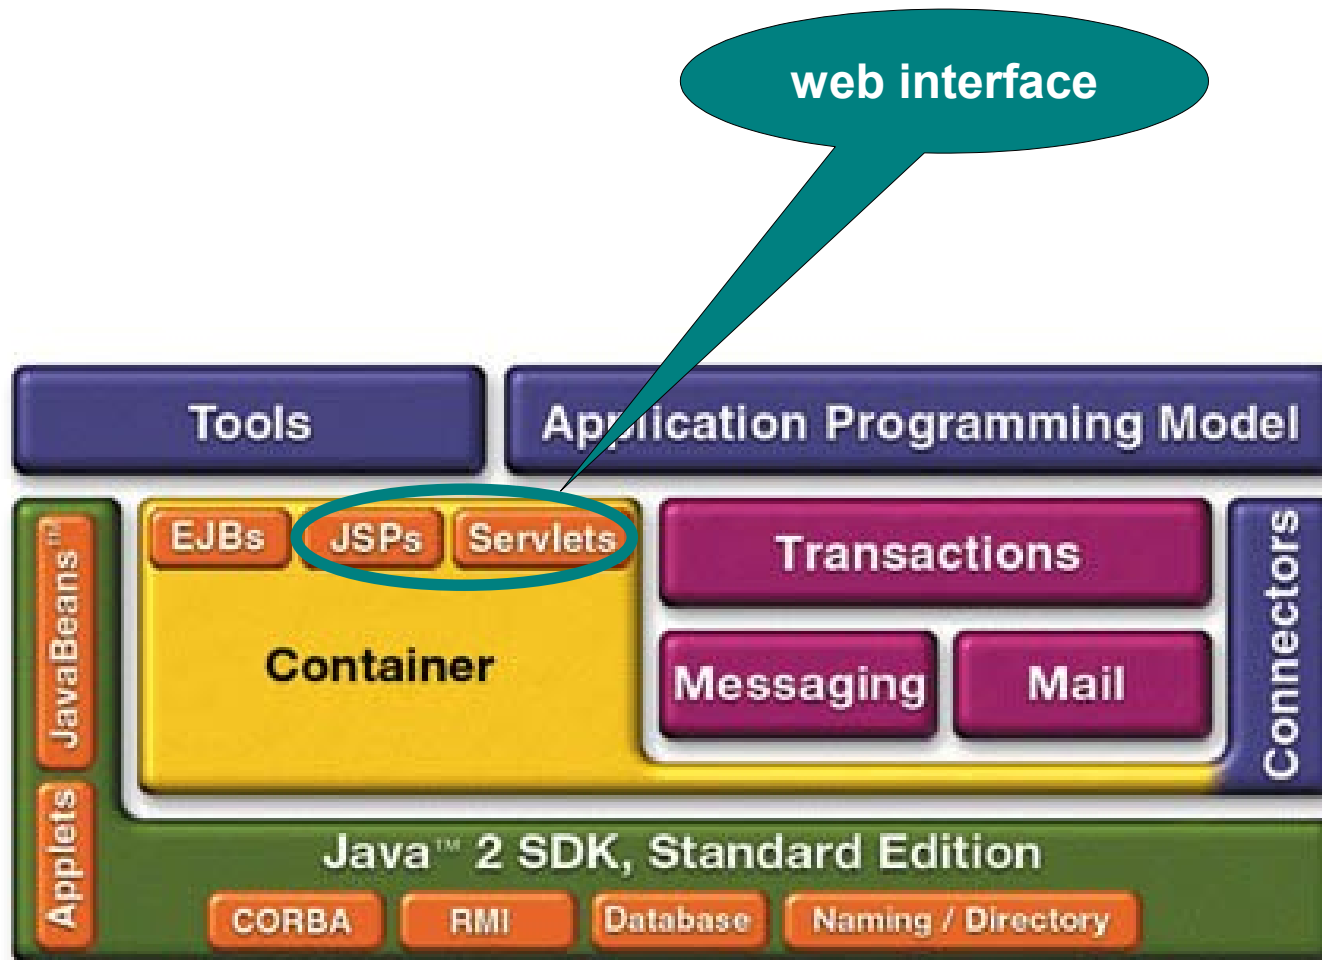 web interface
Tools
Application Programming Model
EJBs
JSPs
Servlets
JavaBeans™
Container
Transactions
Messaging
Mail
Connectors
Applets
Java™ 2 SDK, Standard Edition
CORBA
RMI
Database
Naming / Directory